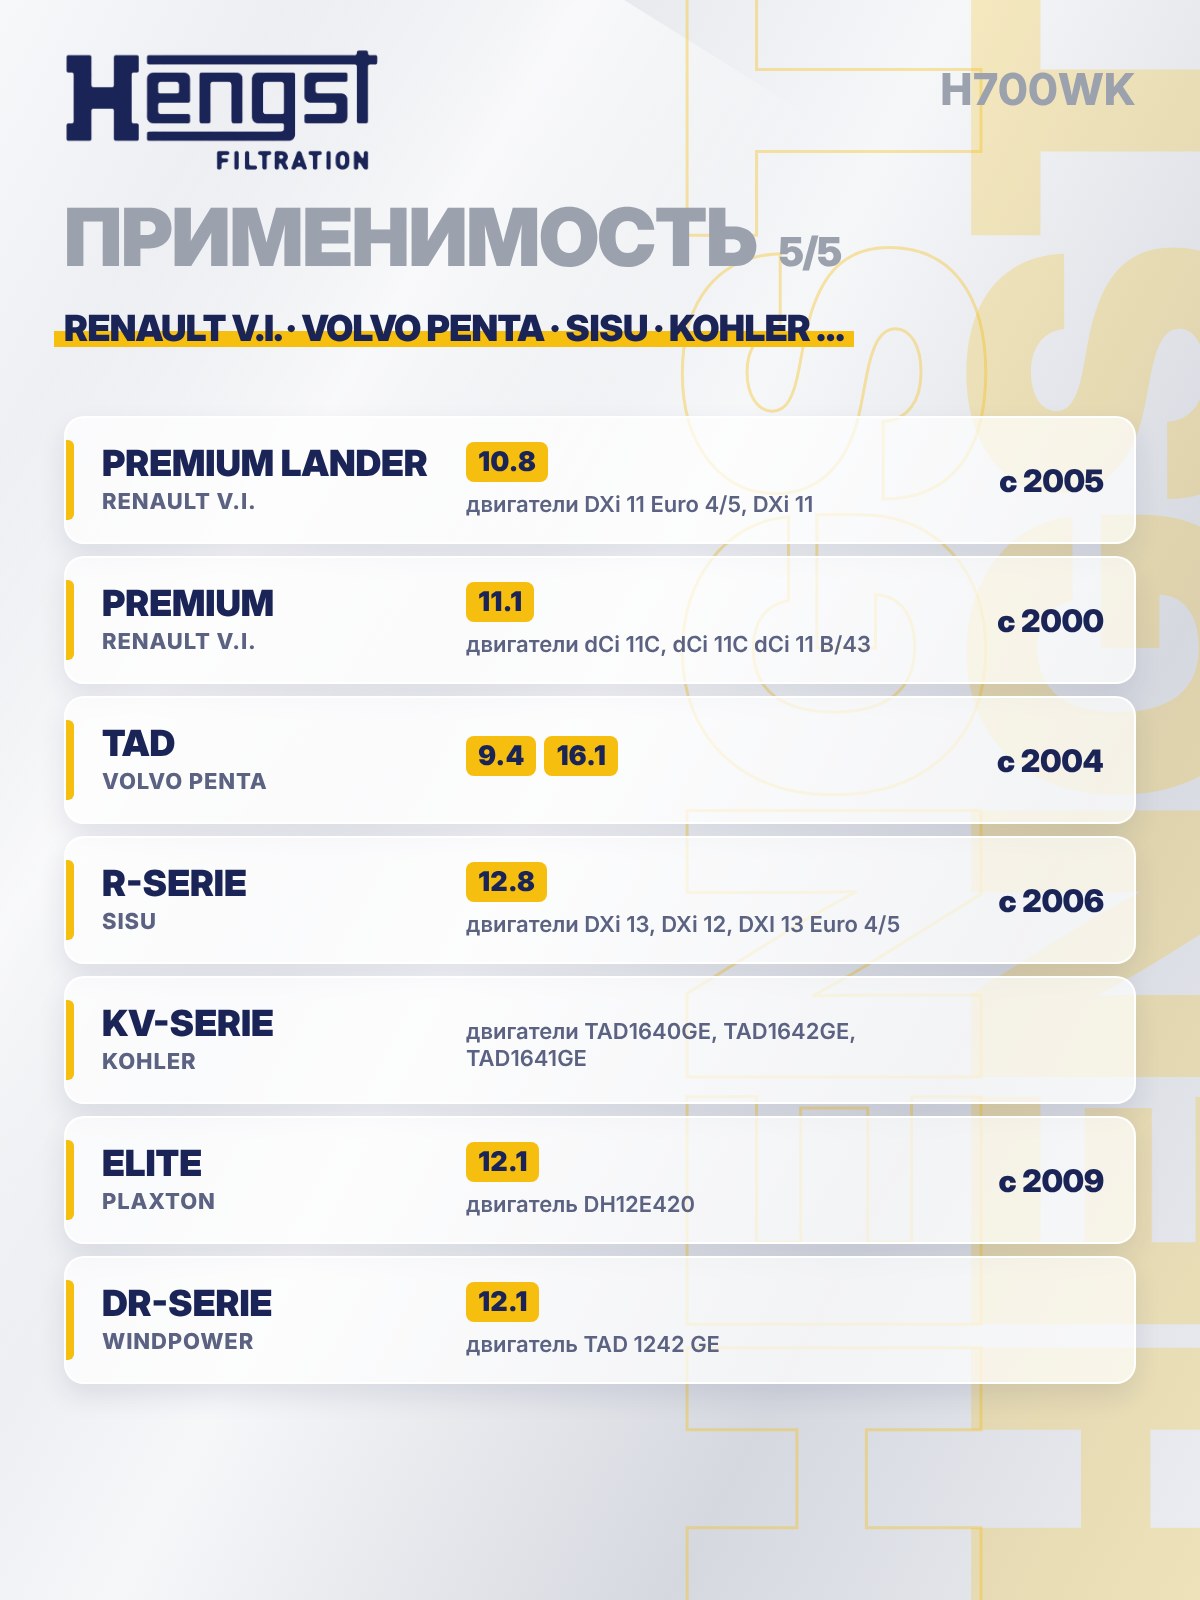 Hengst
FILTRATION
H700WK
ПРИМЕНИМОСТЬ 5/5
RENAULT V.I. · VOLVO PENTA · SISU · KOHLER ...
PREMIUM LANDER
RENAULT V.I.
10.8
двигатели DXi 11 Euro 4/5, DXi 11
с 2005
PREMIUM
RENAULT V.I.
11.1
двигатели dCi 11C, dCi 11C dCi 11 B/43
с 2000
TAD
VOLVO PENTA
9.4 16.1
с 2004
R-SERIE
SISU
12.8
двигатели DXi 13, DXi 12, DXI 13 Euro 4/5
с 2006
KV-SERIE
KOHLER
двигатели TAD1640GE, TAD1642GE,
TAD1641GE
ELITE
PLAXTON
12.1
двигатель DH12E420
с 2009
DR-SERIE
WINDPOWER
12.1
двигатель TAD 1242 GE
HENGST
HENGST